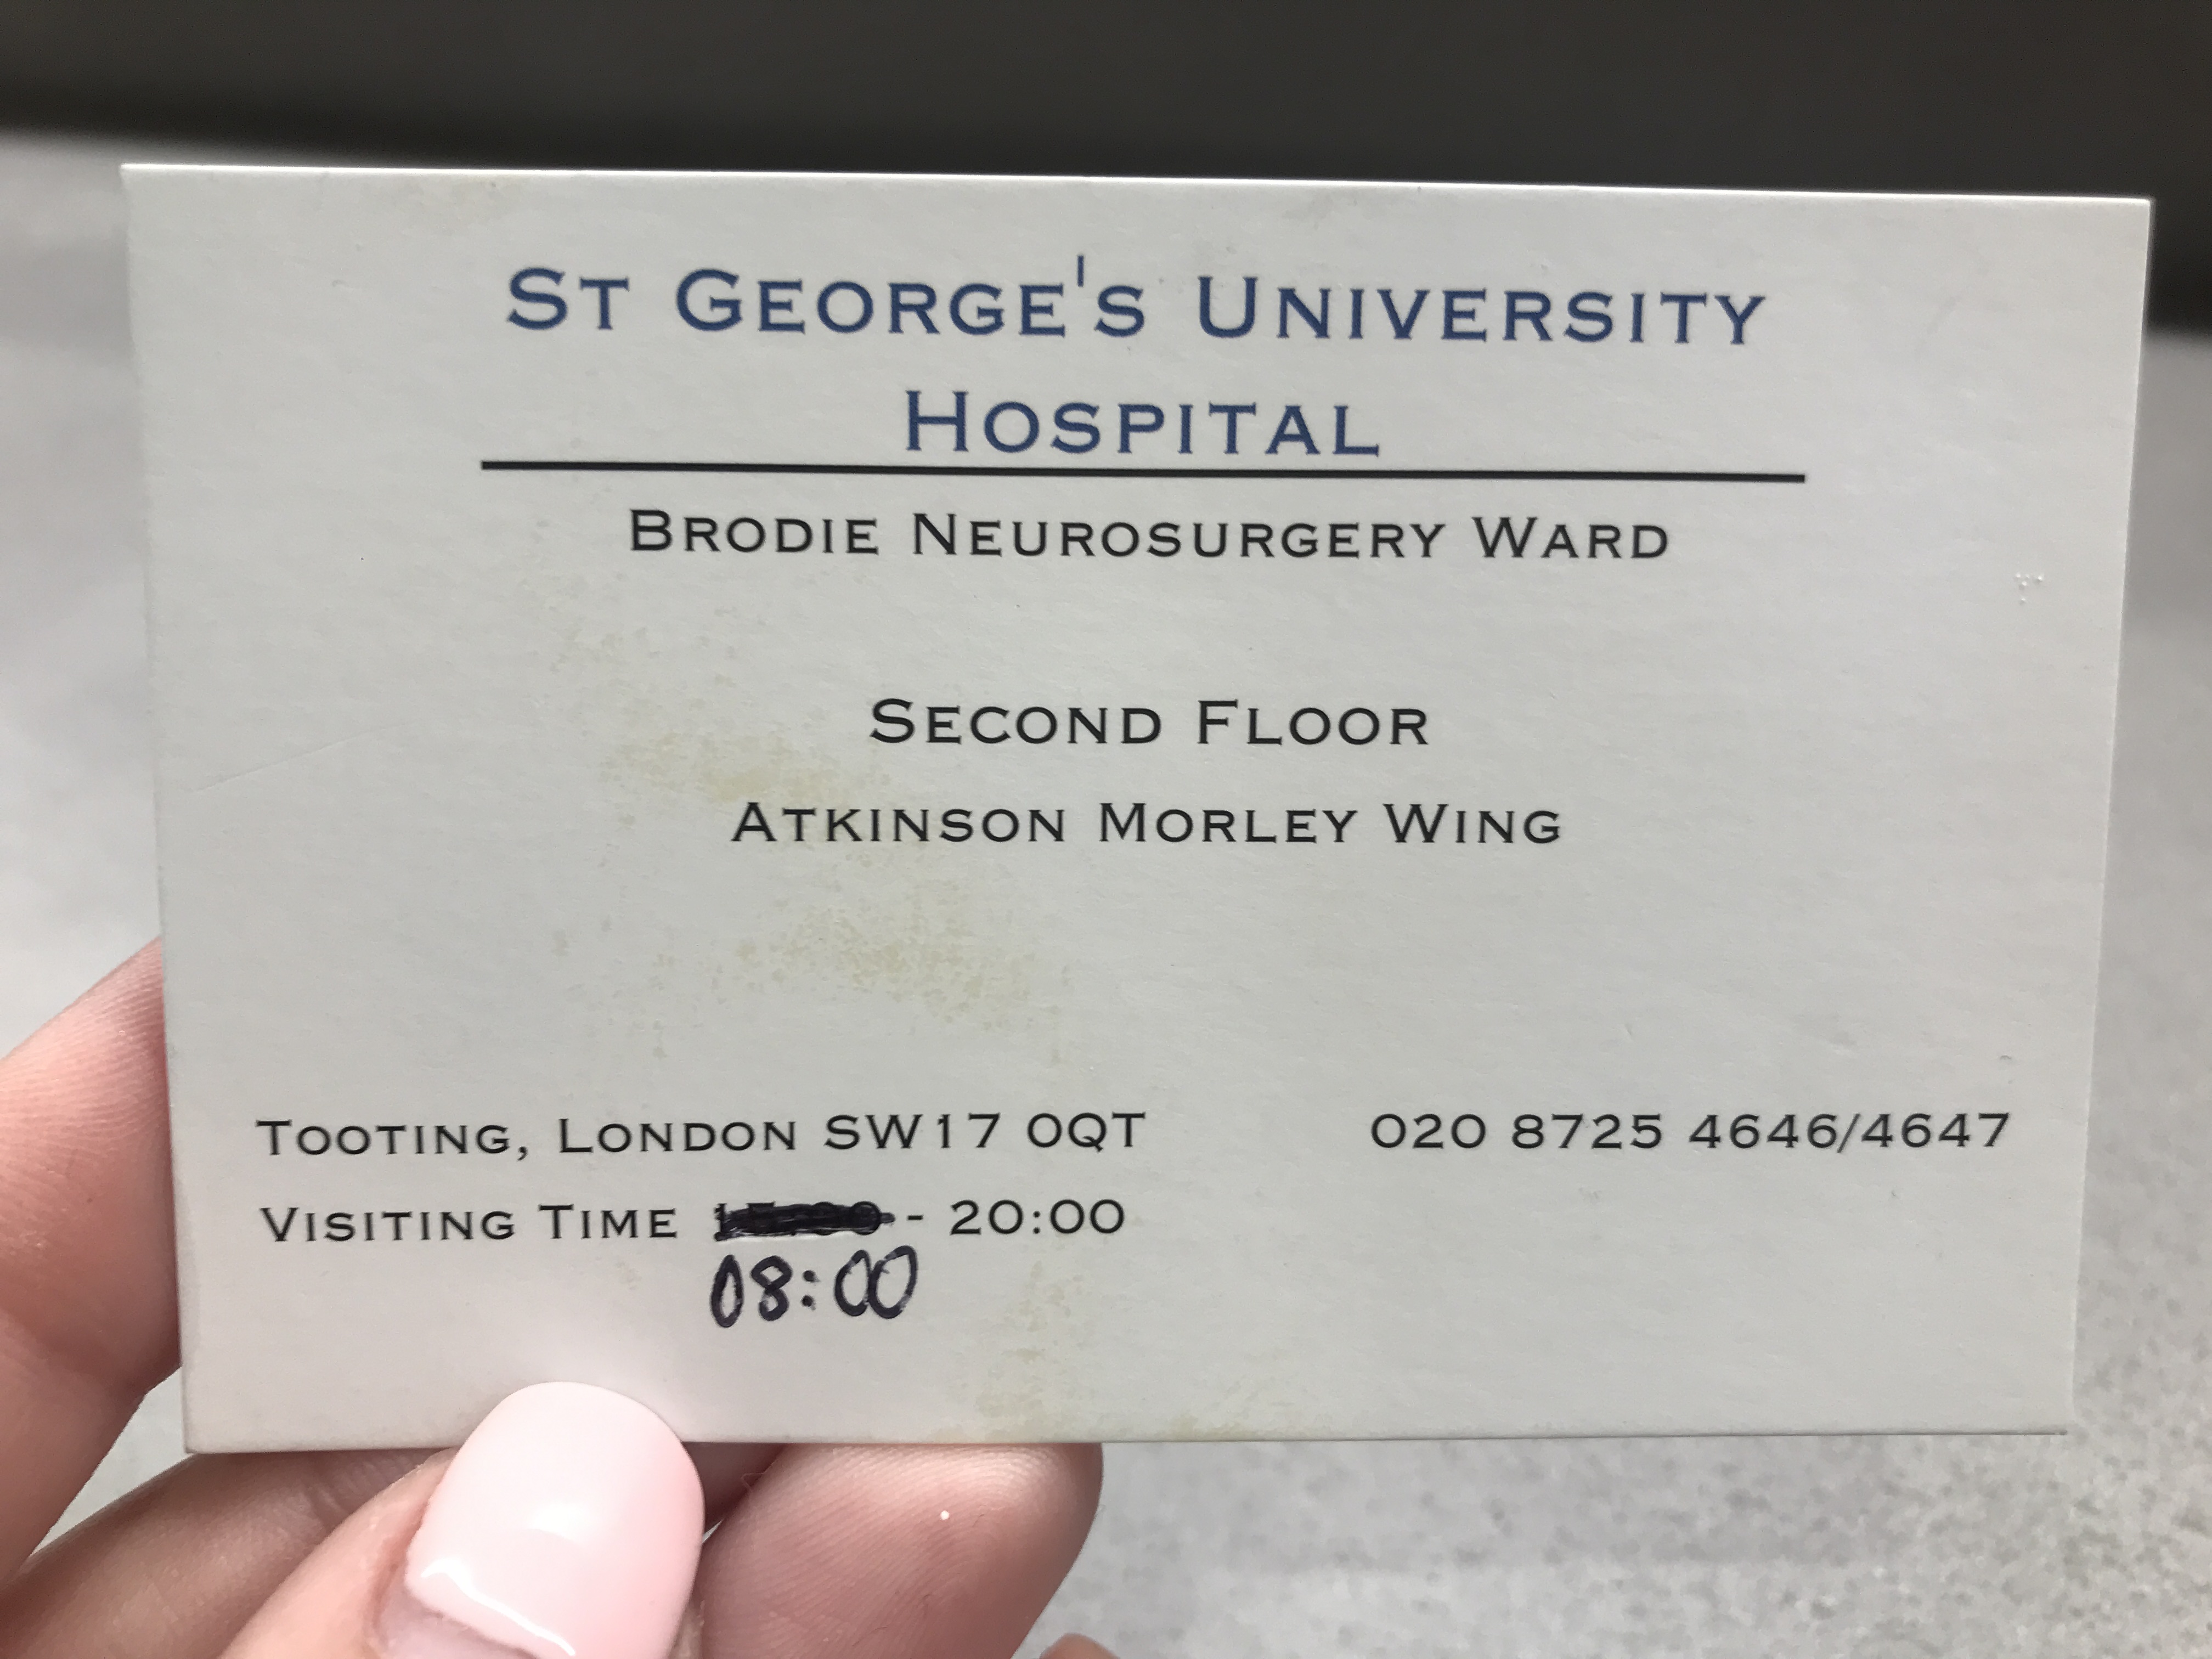 ST GEORGE'S UNIVERSITY
HOSPITAL
BRODIE NEUROSURGERY WARD
SECOND FLOOR
ATKINSON MORLEY WING
TOOTING, LONDON SW17 0QT 020 8725 4646/4647
VISITING TIME - 20:00
08:00